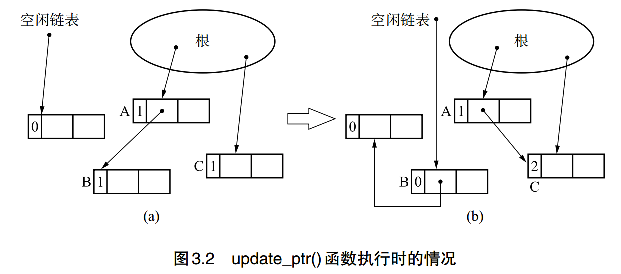 空闲链表
根
0
A 1
B 1
C 1
(a)
空闲链表
根
0
A 1
B 0
2
C
(b)
图3.2 update_ptr()函数执行时的情况